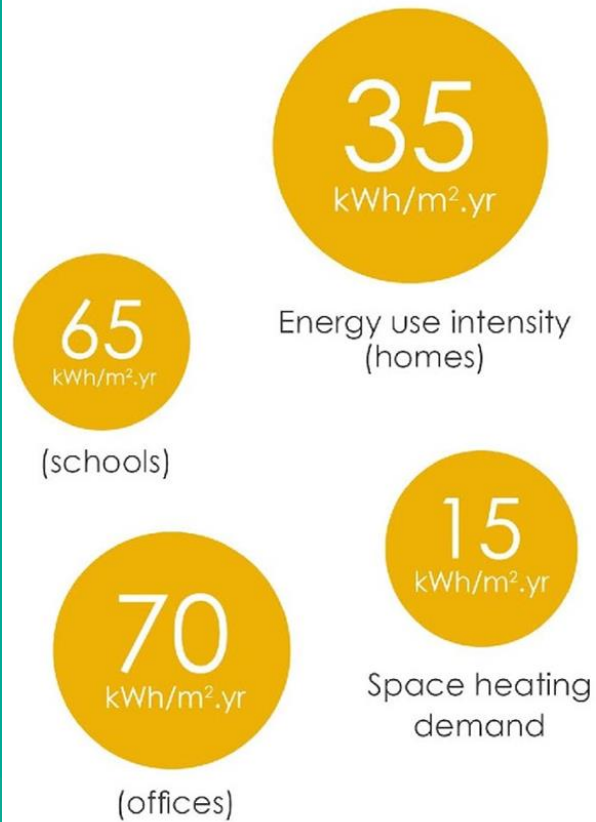 35
kWh/m².yr
Energy use intensity
(homes)
65
kWh/m².yr
(schools)
15
kWh/m².yr
Space heating
demand
70
kWh/m².yr
(offices)